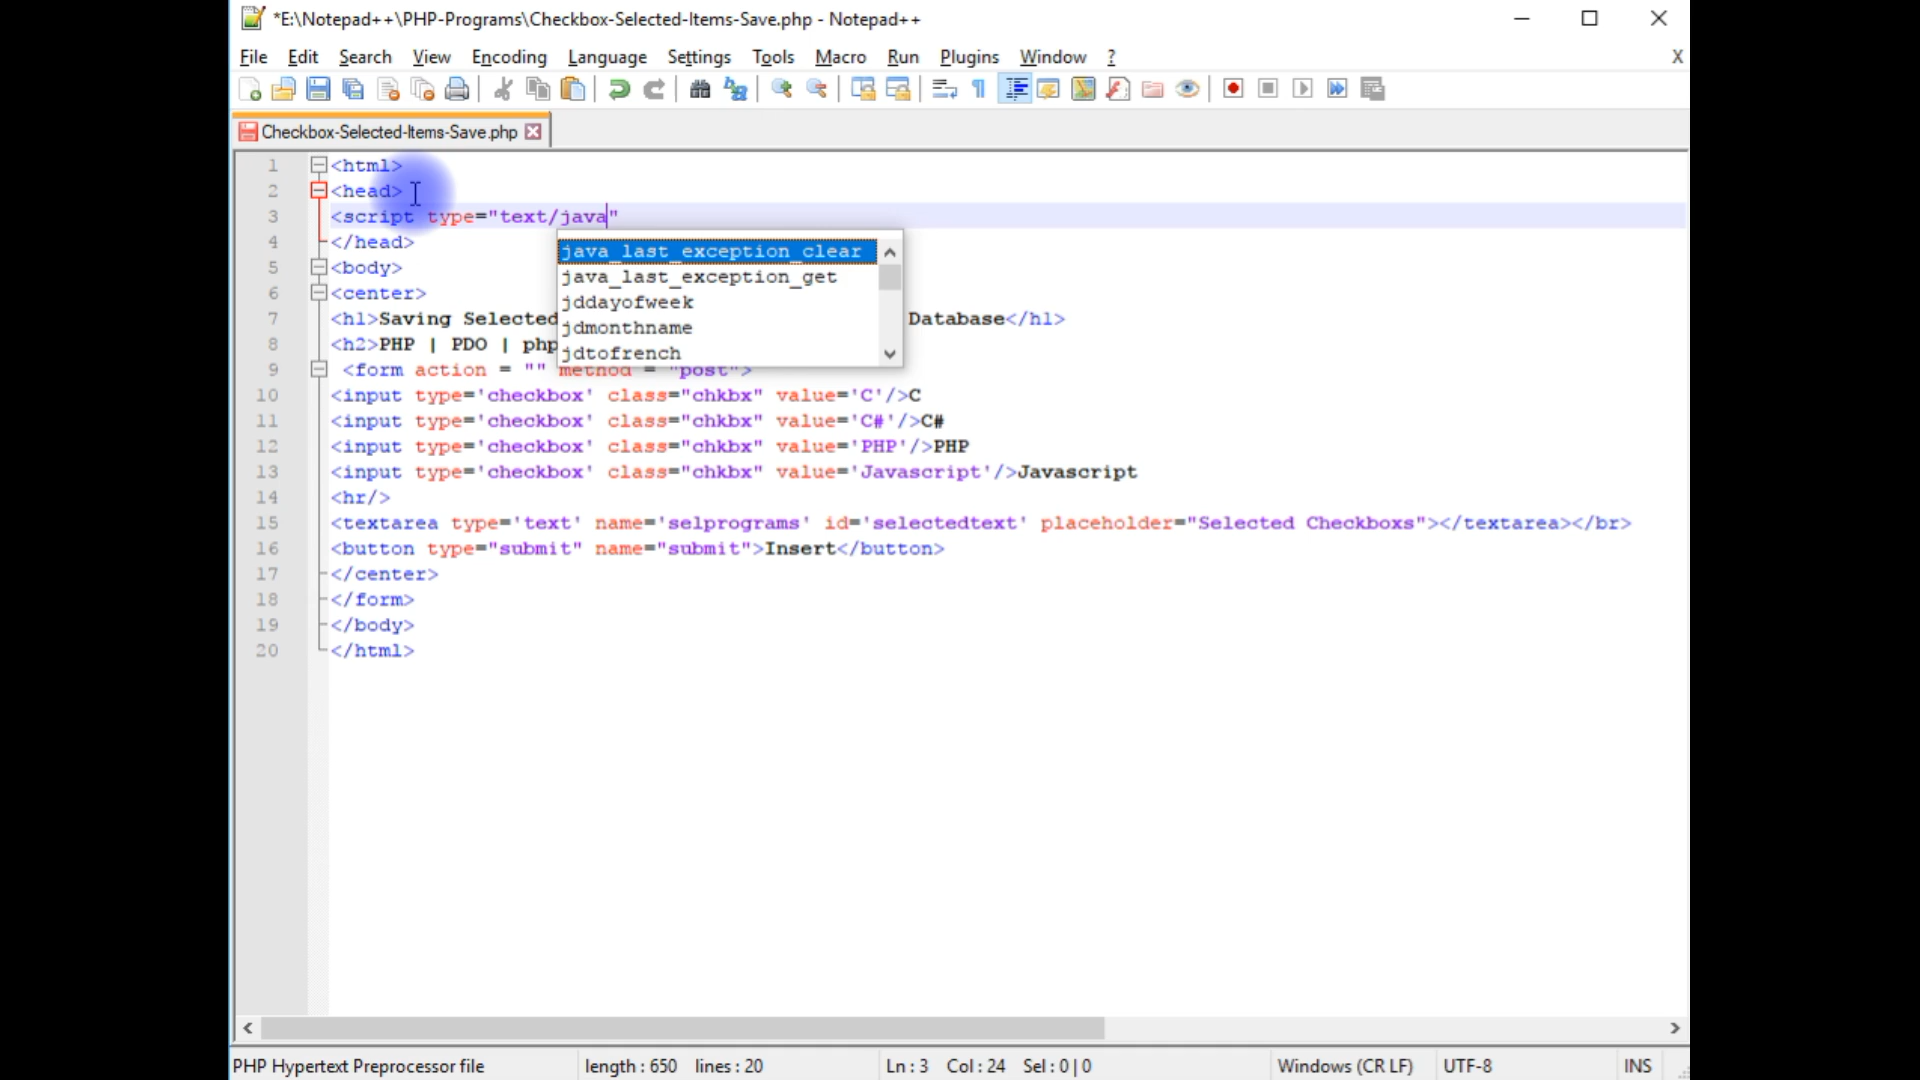 *E:\Notepad++\PHP-Programs\Checkbox-Selected-Items-Save.php - Notepad++
File Edit Search View Encoding Language Settings Tools Macro Run Plugins Window ? X
Checkbox-Selected-Items-Save.php
1 <html>
2 <head>
3 <script type="text/java"
4 </head>
java_last_exception_clear
5 <body>
java_last_exception_get
6 <center>
jddayofweek
7 <h1>Saving Selected Database</h1>
jdmonthname
8 <h2>PHP | PDO | php
jdtofrench
9 <form action = "" method = "post">
10 <input type='checkbox' class="chkbx" value='C'/>C
11 <input type='checkbox' class="chkbx" value='C#'/>C#
12 <input type='checkbox' class="chkbx" value='PHP'/>PHP
13 <input type='checkbox' class="chkbx" value='Javascript'/>Javascript
14 <hr/>
15 <textarea type='text' name='selprograms' id='selectedtext' placeholder="Selected Checkboxs"></textarea></br>
16 <button type="submit" name="submit">Insert</button>
17 </center>
18 </form>
19 </body>
20 </html>
PHP Hypertext Preprocessor file length : 650 lines : 20 Ln : 3 Col : 24 Sel : 0 | 0 Windows (CR LF) UTF-8 INS